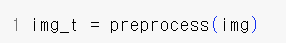 1 img_t = preprocess(img)